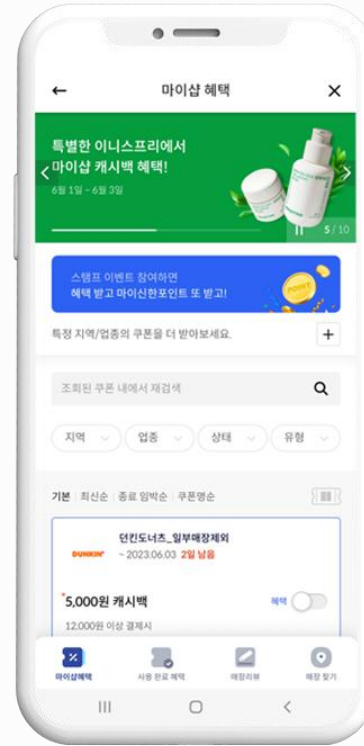 마이샵 혜택
특별한 이니스프리에서
마이샵 캐시백 혜택!
6월 1일 ~ 6월 3일
5 / 10
스탬프 이벤트 참여하면
혜택 받고 마이신한포인트 또 받고!
POINT
특정 지역/업종의 쿠폰을 더 받아보세요.
조회된 쿠폰 내에서 재검색
지역 업종 상태 유형
기본 최신순 종료 임박순 쿠폰명순
던킨도너츠_일부매장제외
DUNKIN'
~ 2023.06.03 2일 남음
5,000원 캐시백 혜택
12,000원 이상 결제시
마이샵혜택 사용 완료 혜택 매장리뷰 매장 찾기